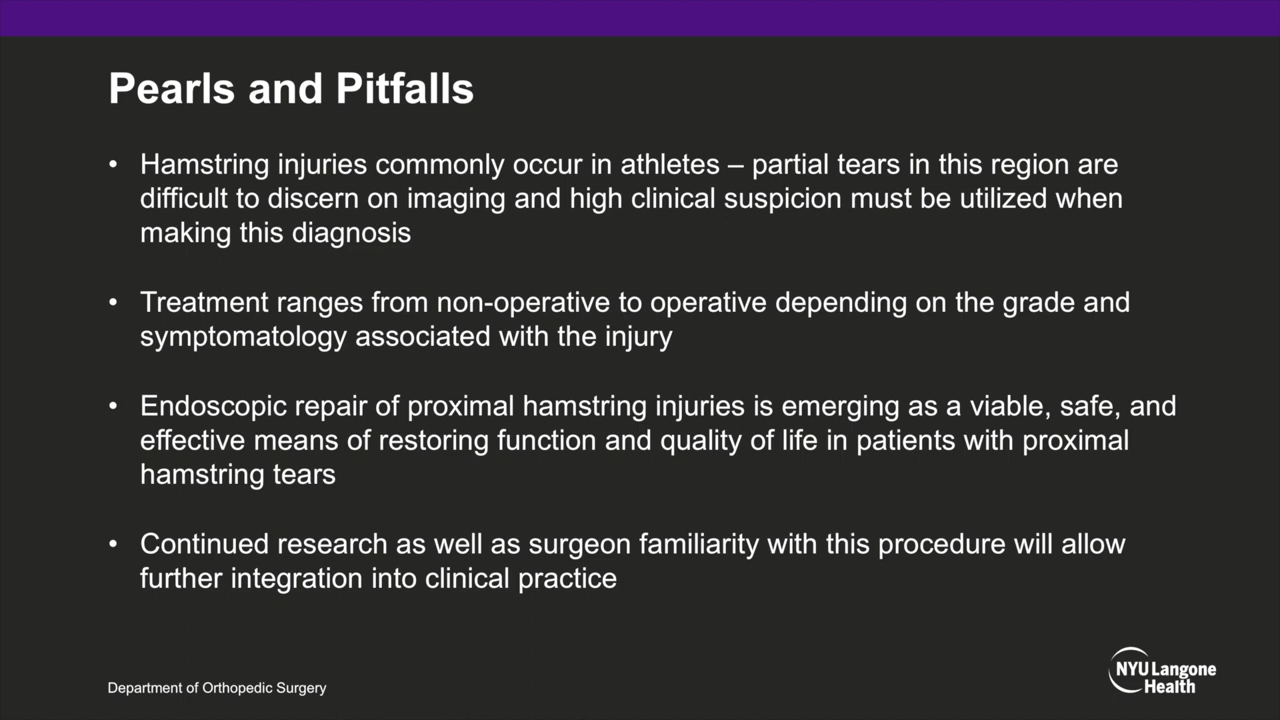 Pearls and Pitfalls
• Hamstring injuries commonly occur in athletes – partial tears in this region are
difficult to discern on imaging and high clinical suspicion must be utilized when
making this diagnosis
• Treatment ranges from non-operative to operative depending on the grade and
symptomatology associated with the injury
• Endoscopic repair of proximal hamstring injuries is emerging as a viable, safe, and
effective means of restoring function and quality of life in patients with proximal
hamstring tears
• Continued research as well as surgeon familiarity with this procedure will allow
further integration into clinical practice
Department of Orthopedic Surgery
NYU Langone
Health